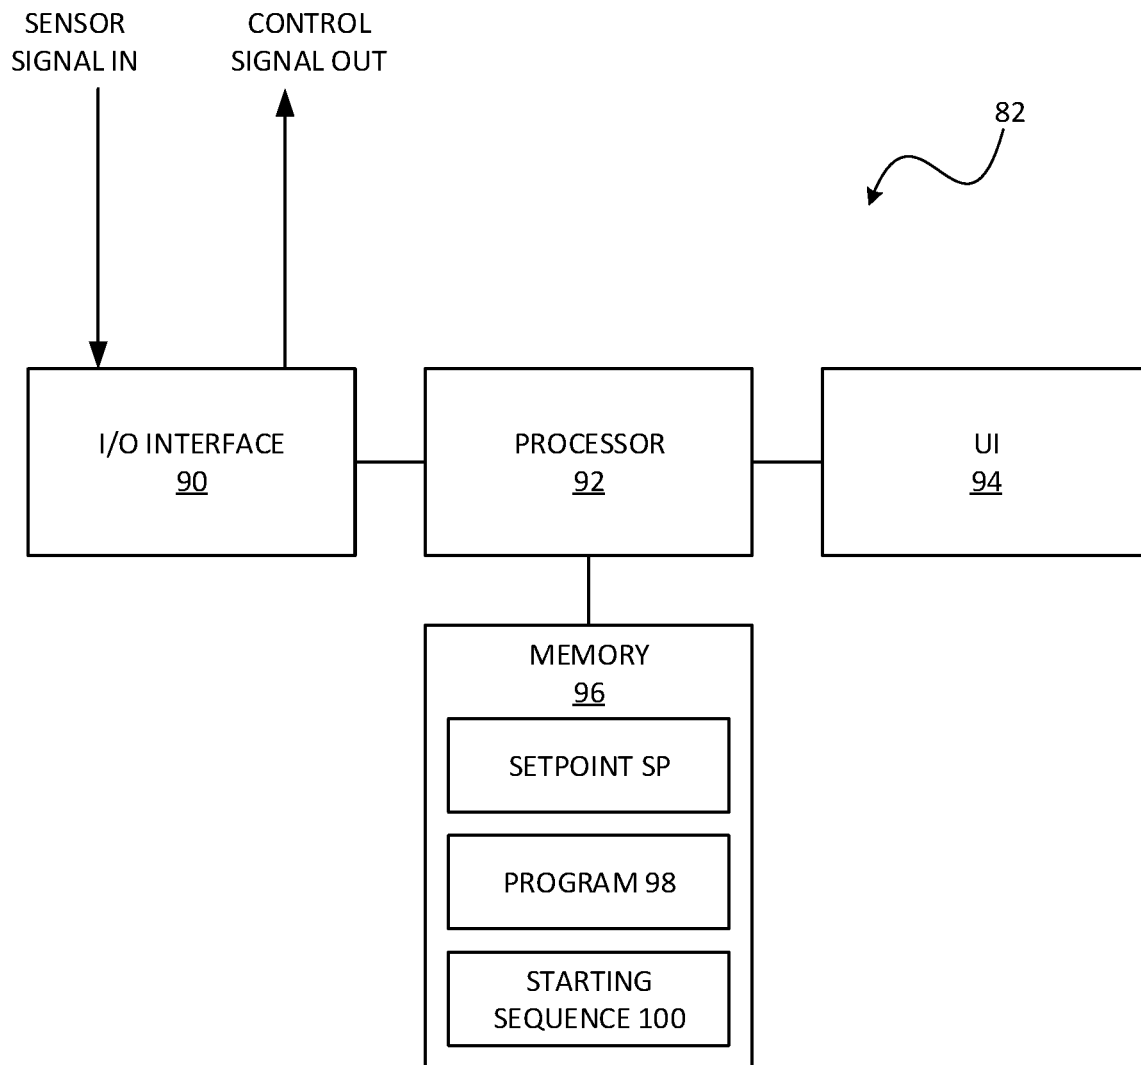 SENSOR
SIGNAL IN
CONTROL
SIGNAL OUT
82
I/O INTERFACE
90
PROCESSOR
92
UI
94
MEMORY
96
SETPOINT SP
PROGRAM 98
STARTING
SEQUENCE 100